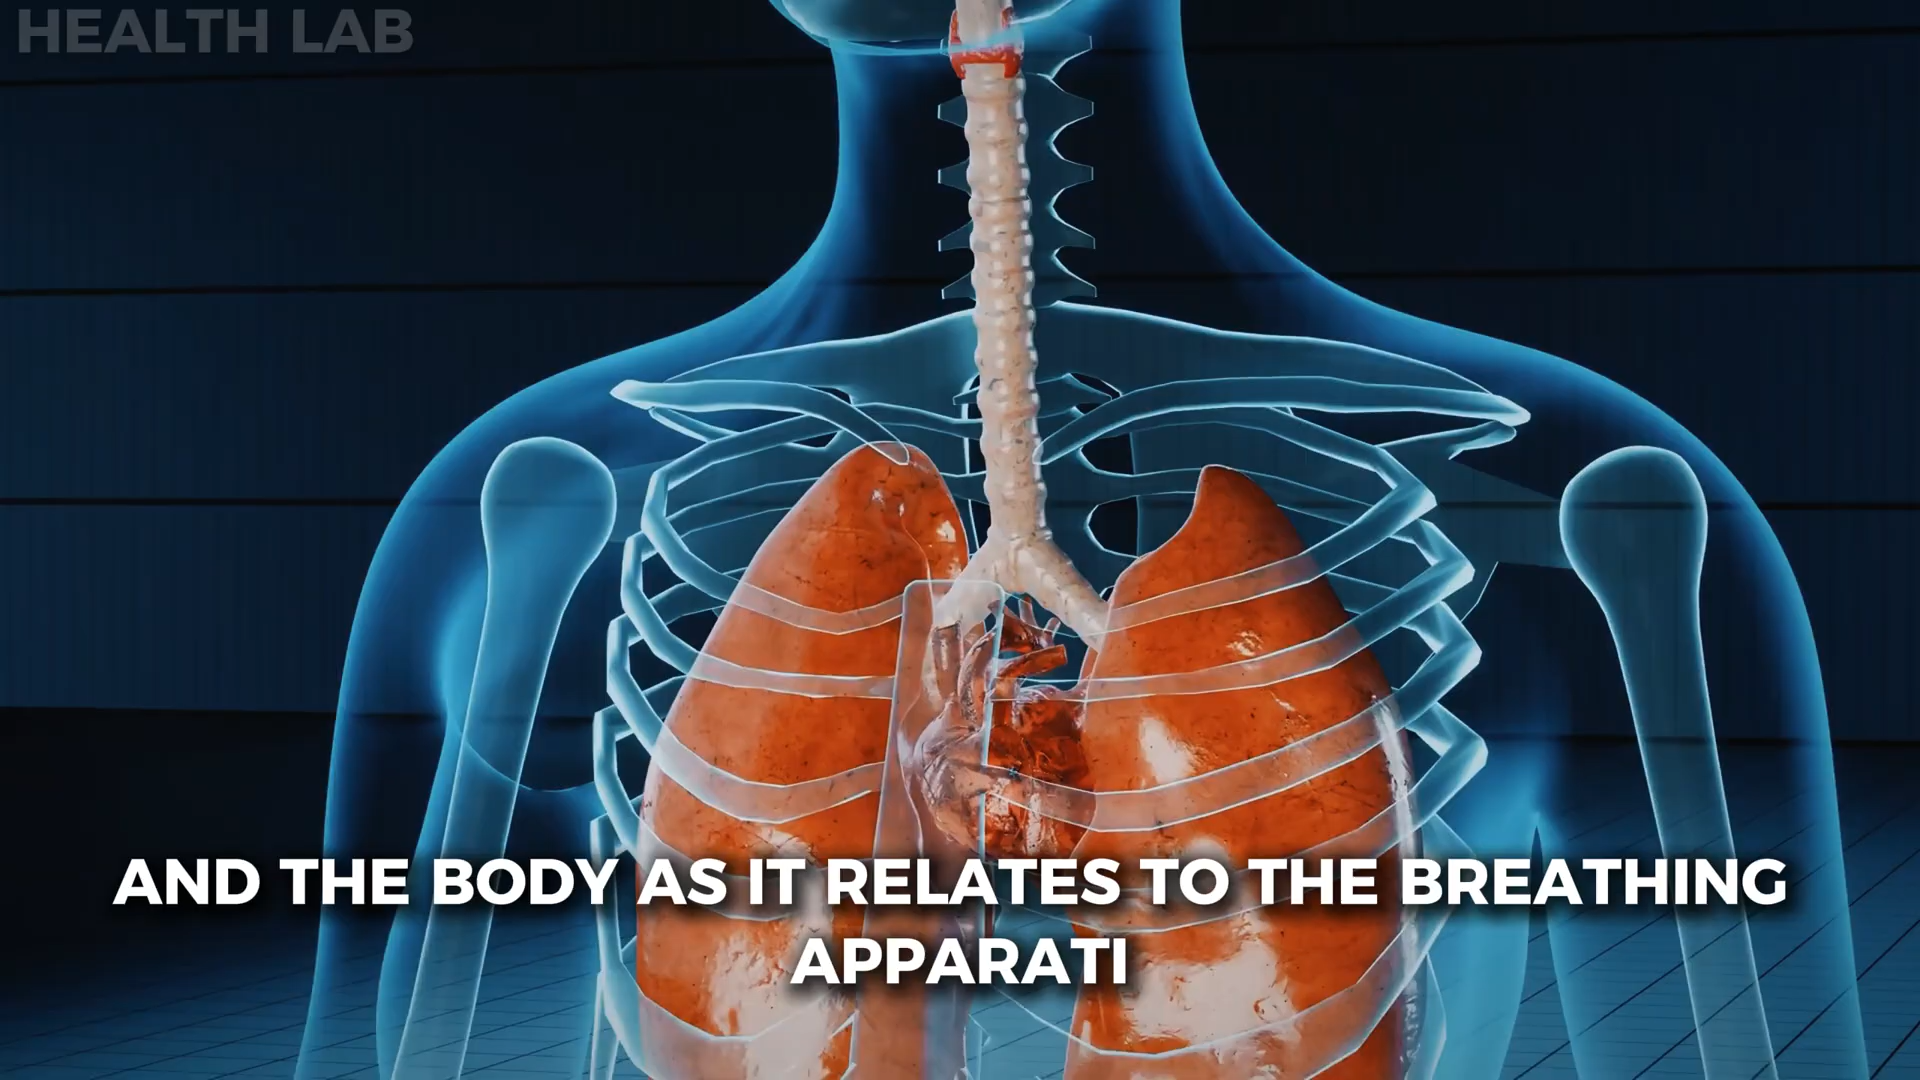 HEALTH LAB
AND THE BODY AS IT RELATES TO THE BREATHING
APPARATI